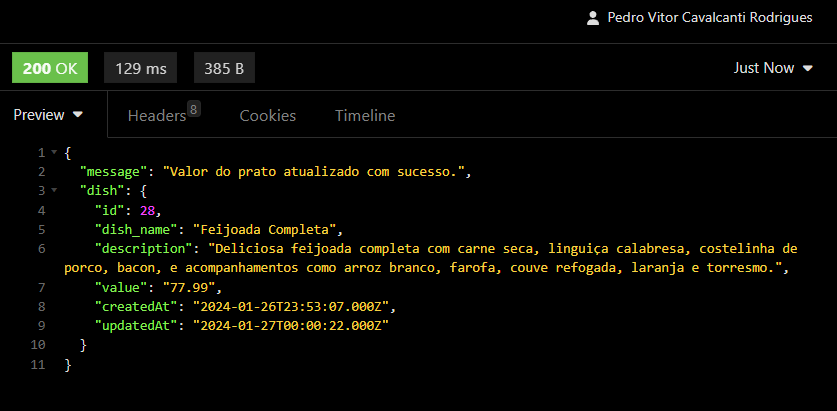 Pedro Vitor Cavalcanti Rodrigues
200 OK 129 ms 385 B Just Now
Preview Headers 8 Cookies Timeline
1 {
2 "message": "Valor do prato atualizado com sucesso.",
3 "dish": {
4 "id": 28,
5 "dish_name": "Feijoada Completa",
6 "description": "Deliciosa feijoada completa com carne seca, linguiça calabresa, costelinha de
porco, bacon, e acompanhamentos como arroz branco, farofa, couve refogada, laranja e torresmo.",
7 "value": "77.99",
8 "createdAt": "2024-01-26T23:53:07.000Z",
9 "updatedAt": "2024-01-27T00:00:22.000Z"
10 }
11 }